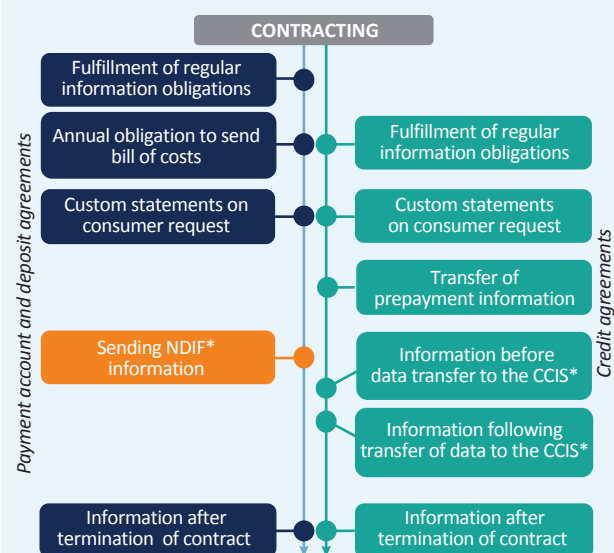 CONTRACTING
Fulfillment of regular
information obligations
Annual obligation to send
bill of costs
Fulfillment of regular
information obligations
Custom statements on
consumer request
Custom statements
on consumer request
Transfer of
prepayment information
Sending NDIF*
information
Information before
data transfer to the CCIS*
Information following
transfer of data to the CCIS*
Information after
termination of contract
Information after
termination of contract
Payment account and deposit agreements
Credit agreements